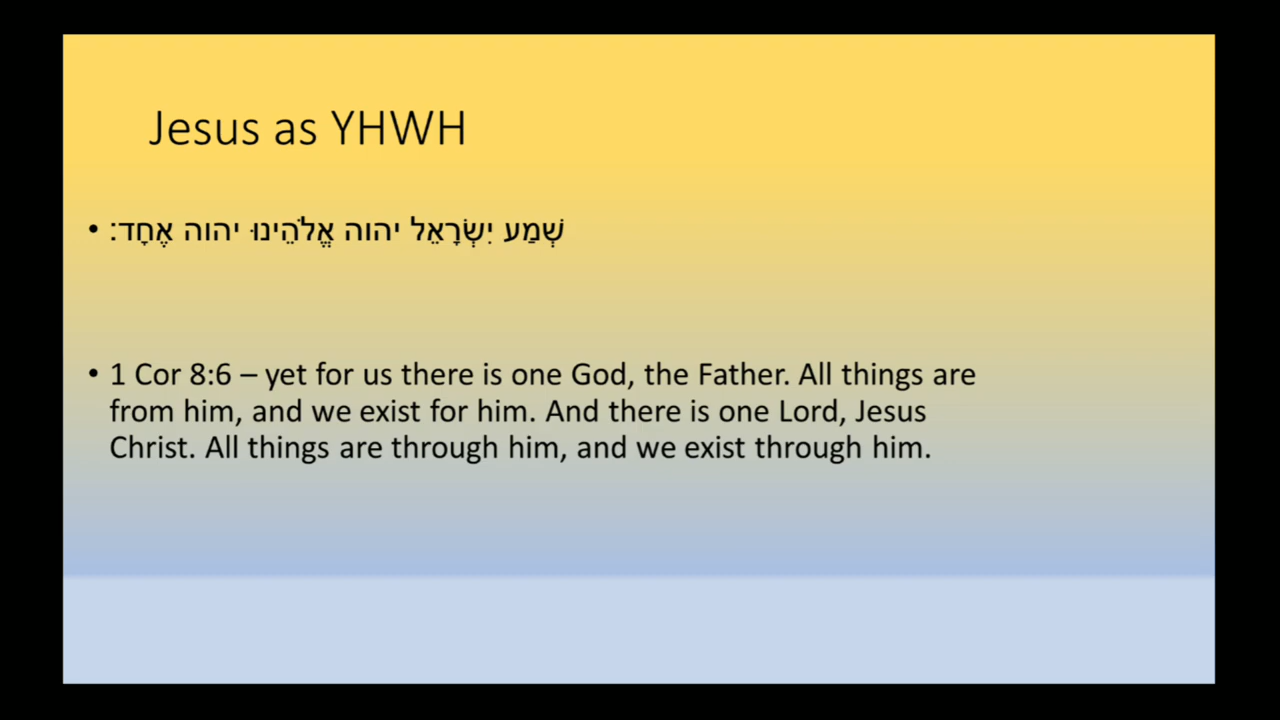 Jesus as YHWH
• שְׁמַע יִשְׂרָאֵל יהוה אֱלֹהֵינוּ יהוה אֶחָד׃
• 1 Cor 8:6 – yet for us there is one God, the Father. All things are
from him, and we exist for him. And there is one Lord, Jesus
Christ. All things are through him, and we exist through him.